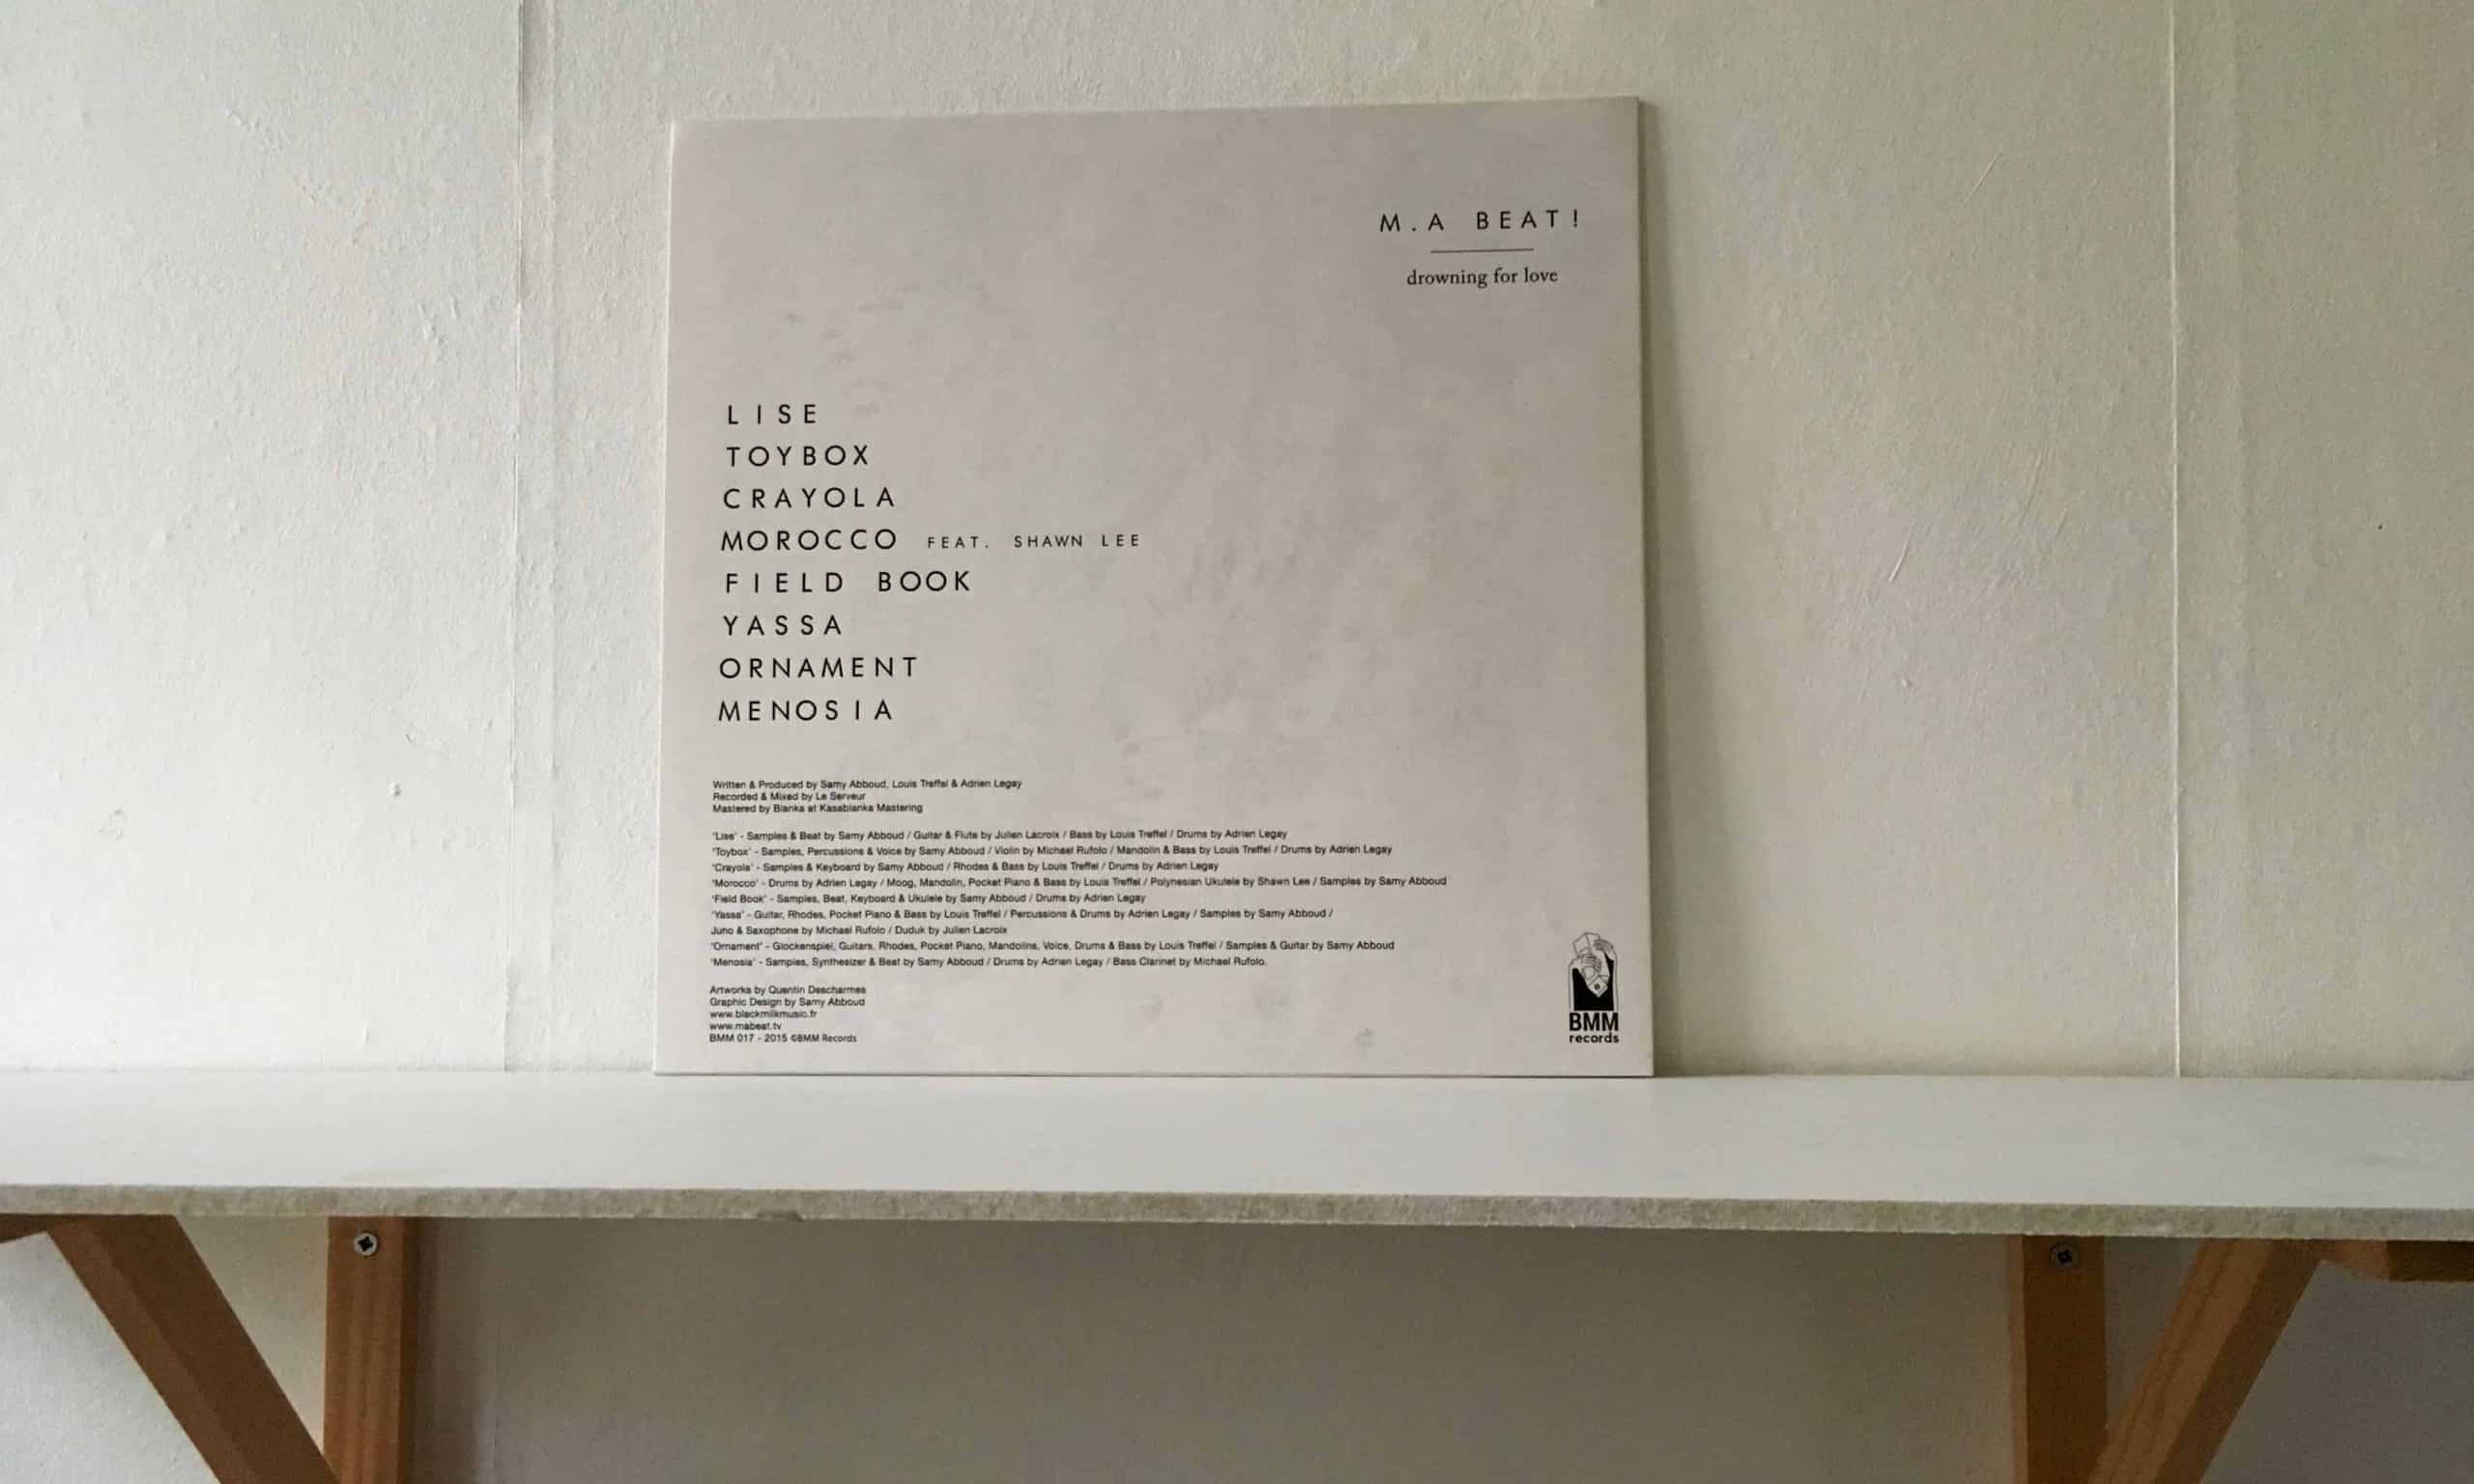 M.A BEAT!
drowning for love
LISE
TOYBOX
CRAYOLA
MOROCCO FEAT. SHAWN LEE
FIELD BOOK
YASSA
ORNAMENT
MENOSIA
Written & Produced by Samy Abboud, Louis Treffel & Adrien Legay
Recorded & Mixed by Le Serveur
Mastered by Blanka at Kasablanka Mastering
'Lise' - Samples & Beat by Samy Abboud / Guitar & Flute by Julien Lacroix / Bass by Louis Treffel / Drums by Adrien Legay
'Toybox' - Samples, Percussions & Voice by Samy Abboud / Violin by Michael Rufolo / Mandolin & Bass by Louis Treffel / Drums by Adrien Legay
'Crayola' - Samples & Keyboard by Samy Abboud / Rhodes & Bass by Louis Treffel / Drums by Adrien Legay
'Morocco' - Drums by Adrien Legay / Moog, Mandolin, Pocket Piano & Bass by Louis Treffel / Polynesian Ukulele by Shawn Lee / Samples by Samy Abboud
'Field Book' - Samples, Beat, Keyboard & Ukulele by Samy Abboud / Drums by Adrien Legay
'Yassa' - Guitar, Rhodes, Pocket Piano & Bass by Louis Treffel / Percussions & Drums by Adrien Legay / Samples by Samy Abboud /
Juno & Saxophone by Michael Rufolo / Duduk by Julien Lacroix
'Ornament' - Glockenspiel, Guitars, Rhodes, Pocket Piano, Mandolins, Voice, Drums & Bass by Louis Treffel / Samples & Guitar by Samy Abboud
'Menosia' - Samples, Synthesizer & Beat by Samy Abboud / Drums by Adrien Legay / Bass Clarinet by Michael Rufolo.
Artworks by Quentin Deschamps
Graphic Design by Samy Abboud
www.blackmilkmusic.fr
www.mabeat.tv
BMM 017 - 2015 ©BMM Records
BMM
records